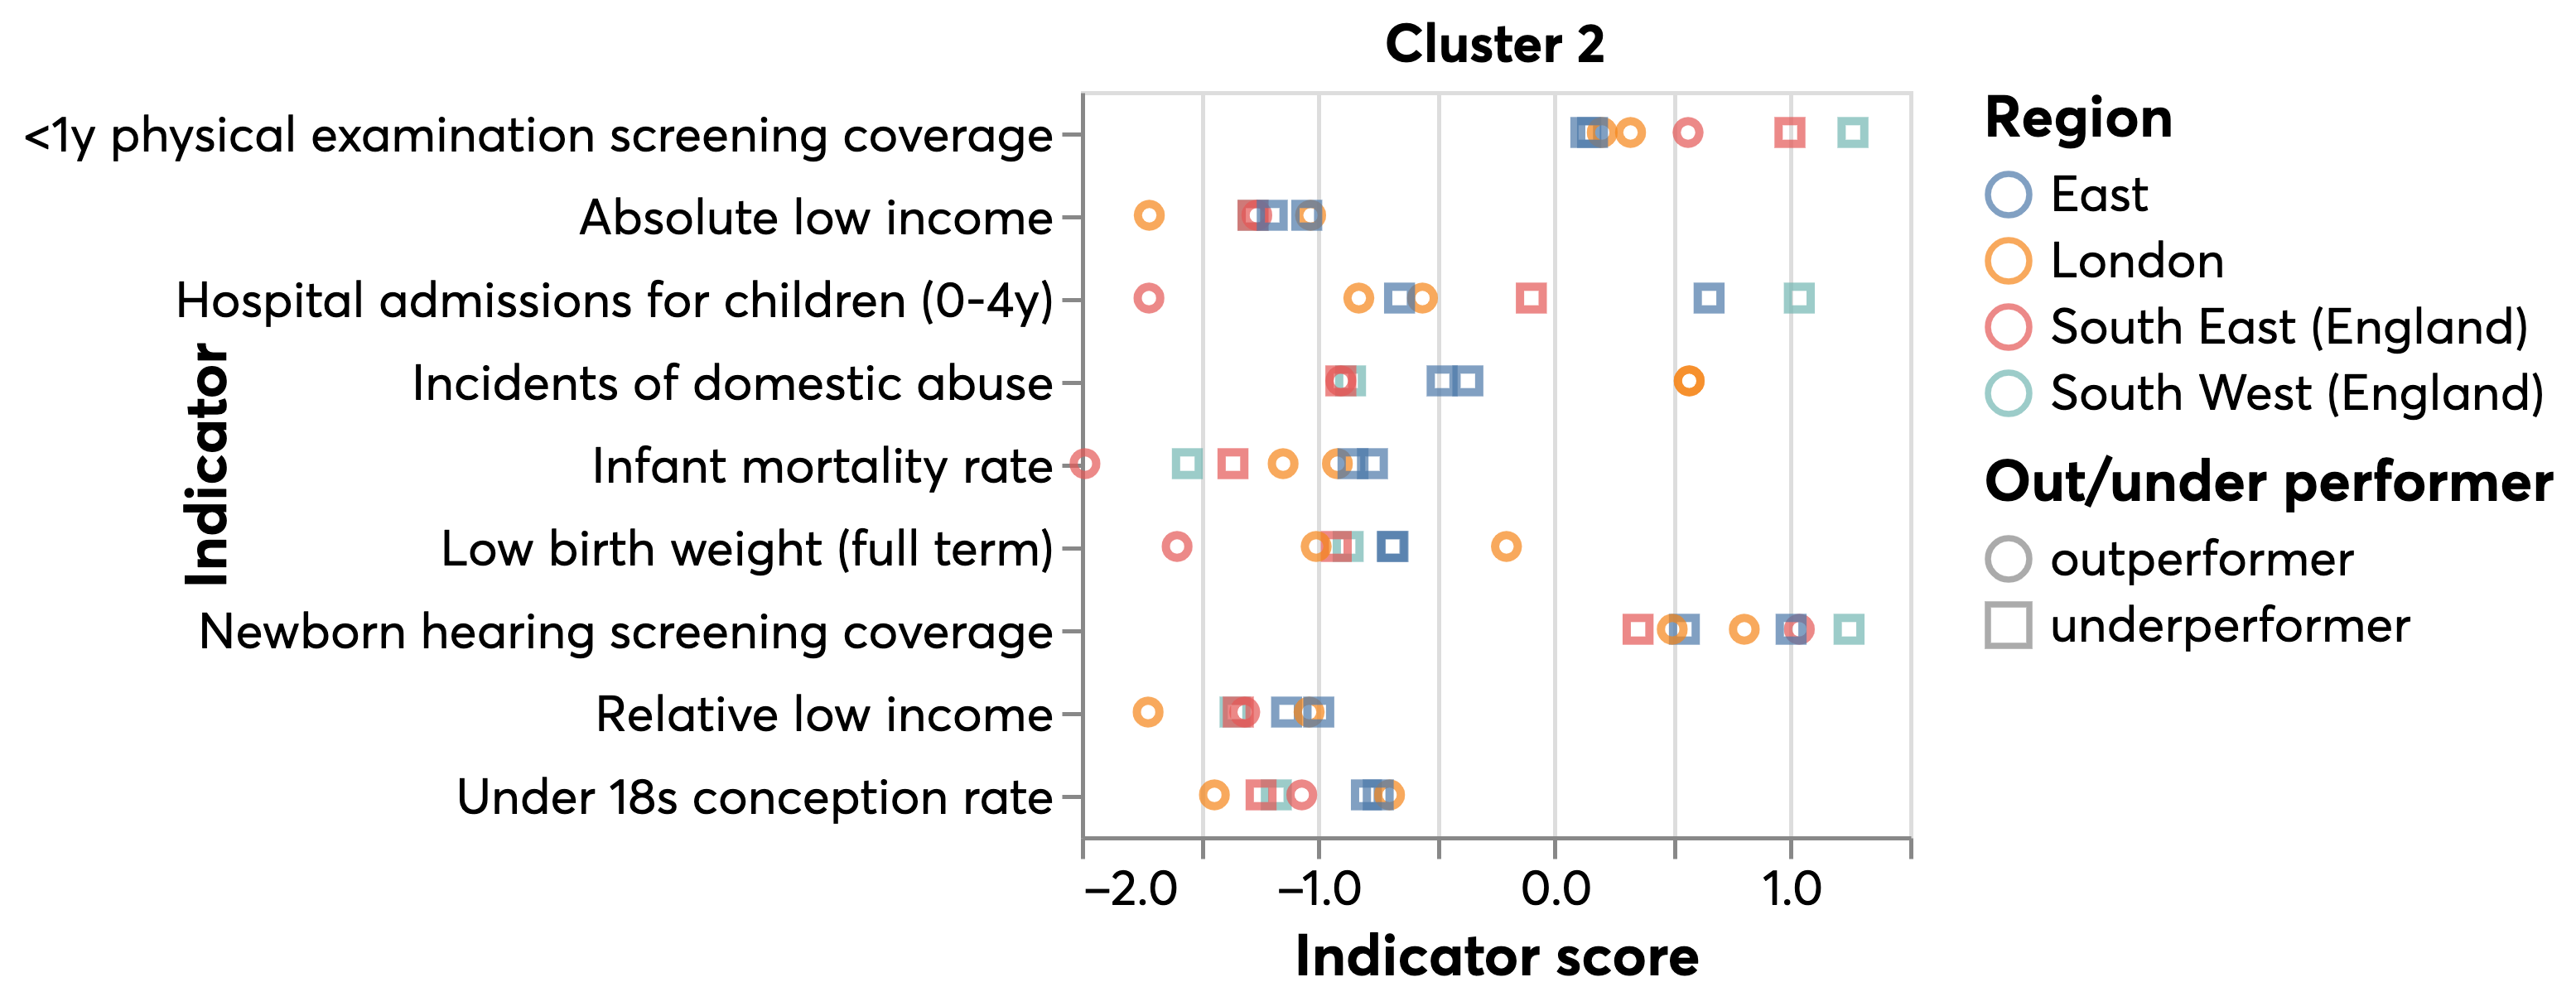 Cluster 2
<1y physical examination screening coverage
Absolute low income
Hospital admissions for children (0-4y)
Incidents of domestic abuse
Infant mortality rate
Low birth weight (full term)
Newborn hearing screening coverage
Relative low income
Under 18s conception rate
Indicator
−2.0
−1.0
0.0
1.0
Indicator score
Region
East
London
South East (England)
South West (England)
Out/under performer
outperformer
underperformer